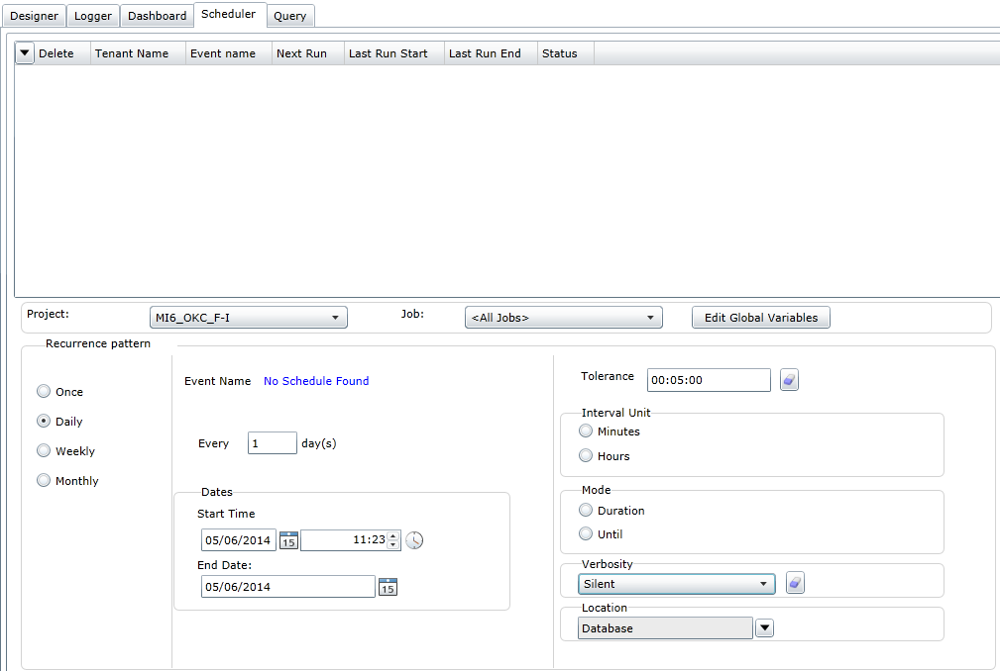 Designer Logger Dashboard Scheduler Query
Delete Tenant Name Event name Next Run Last Run Start Last Run End Status
Project: MI6_OKC_F-I Job: <All Jobs> Edit Global Variables
Recurrence pattern
Once
Daily
Weekly
Monthly
Event Name No Schedule Found
Every 1 day(s)
Dates
Start Time
05/06/2014 15 11:23
End Date:
05/06/2014 15
Tolerance 00:05:00
Interval Unit
Minutes
Hours
Mode
Duration
Until
Verbosity
Silent
Location
Database